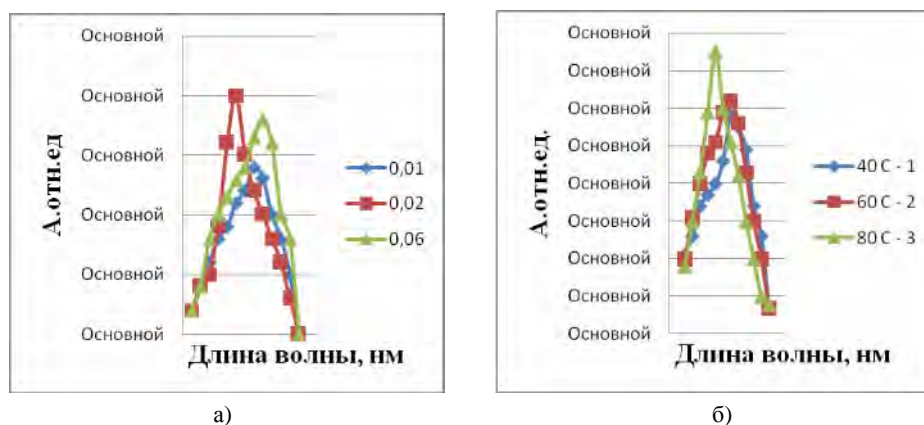 Основной
Основной
Основной
Основной
Основной
Основной
А.отн.ед
Длина волны, нм
0,01
0,02
0,06
а)
Основной
Основной
Основной
Основной
Основной
Основной
Основной
Основной
Основной
А.отн.ед.
Длина волны, нм
40 С - 1
60 С - 2
80 С - 3
б)